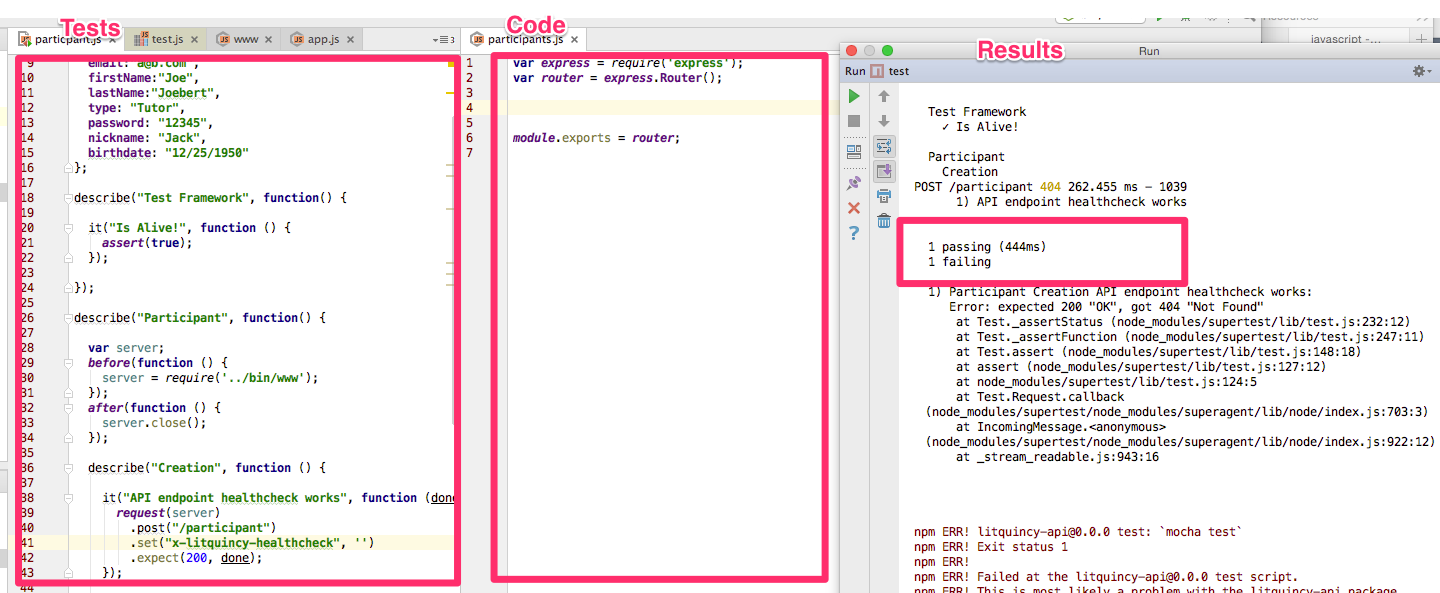 Tests
Code
Results
participant.js
test.js
www
app.js
3
participants.js
javascript -...
Run
Run test
9 email: "a@b.com",
10 firstName:"Joe",
11 lastName:"Joebert",
12 type: "Tutor",
13 password: "12345",
14 nickname: "Jack",
15 birthdate: "12/25/1950"
16 };
17
18 describe("Test Framework", function() {
19
20 it("Is Alive!", function () {
21 assert(true);
22 });
23
24 });
25
26 describe("Participant", function() {
27
28 var server;
29 before(function () {
30 server = require('../bin/www');
31 });
32 after(function () {
33 server.close();
34 });
35
36 describe("Creation", function () {
37
38 it("API endpoint healthcheck works", function (done
39 request(server)
40 .post("/participant")
41 .set("x-litquincy-healthcheck", '')
42 .expect(200, done);
43 });
44
1 var express = require('express');
2 var router = express.Router();
3
4
5
6 module.exports = router;
7
Test Framework
✓ Is Alive!
Participant
Creation
POST /participant 404 262.455 ms - 1039
1) API endpoint healthcheck works
1 passing (444ms)
1 failing
1) Participant Creation API endpoint healthcheck works:
Error: expected 200 "OK", got 404 "Not Found"
at Test._assertStatus (node_modules/supertest/lib/test.js:232:12)
at Test._assertFunction (node_modules/supertest/lib/test.js:247:11)
at Test.assert (node_modules/supertest/lib/test.js:148:18)
at assert (node_modules/supertest/lib/test.js:127:12)
at node_modules/supertest/lib/test.js:124:5
at Test.Request.callback
(node_modules/supertest/node_modules/superagent/lib/node/index.js:703:3)
at IncomingMessage.<anonymous>
(node_modules/supertest/node_modules/superagent/lib/node/index.js:922:12)
at _stream_readable.js:943:16
npm ERR! litquincy-api@0.0.0 test: `mocha test`
npm ERR! Exit status 1
npm ERR!
npm ERR! Failed at the litquincy-api@0.0.0 test script.
npm ERR! This is most likely a problem with the litquincy-api package